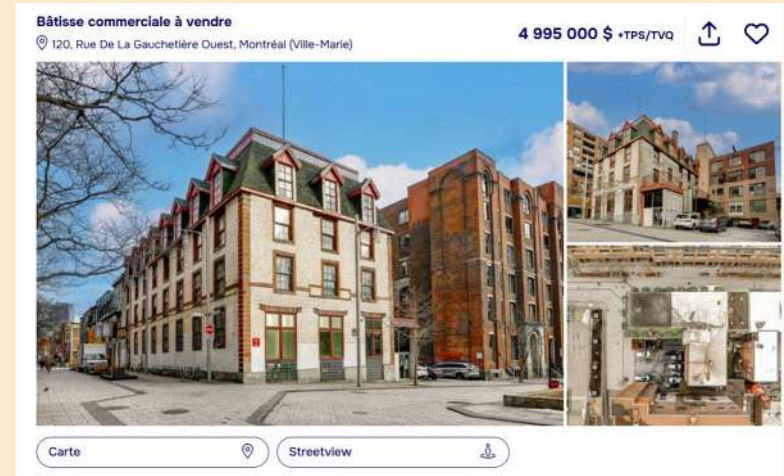 Bâtisse commerciale à vendre
120, Rue De La Gauchetière Ouest, Montréal (Ville-Marie)
4 995 000 $ +TPS/TVQ
Carte
Streetview